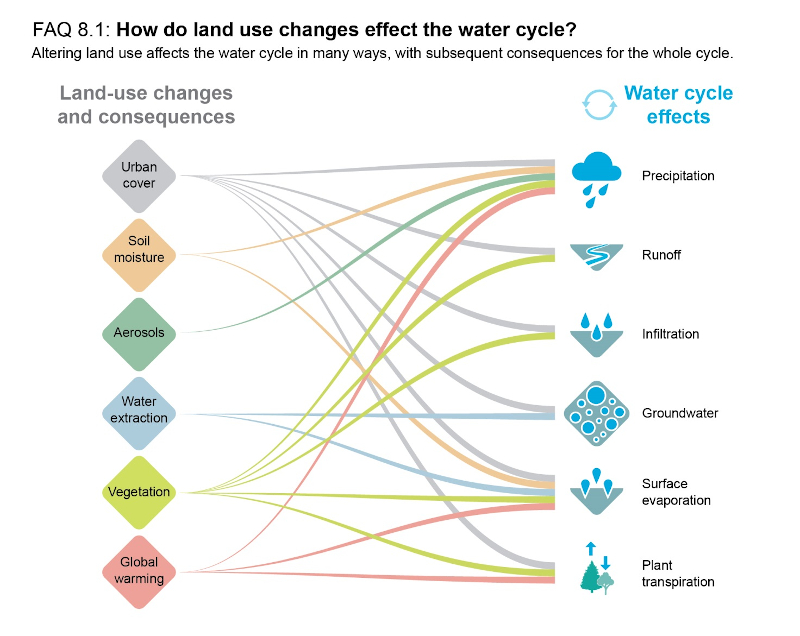 FAQ 8.1: How do land use changes effect the water cycle?
Altering land use affects the water cycle in many ways, with subsequent consequences for the whole cycle.
Land-use changes
and consequences
Water cycle
effects
Urban
cover
Soil
moisture
Aerosols
Water
extraction
Vegetation
Global
warming
Precipitation
Runoff
Infiltration
Groundwater
Surface
evaporation
Plant
transpiration